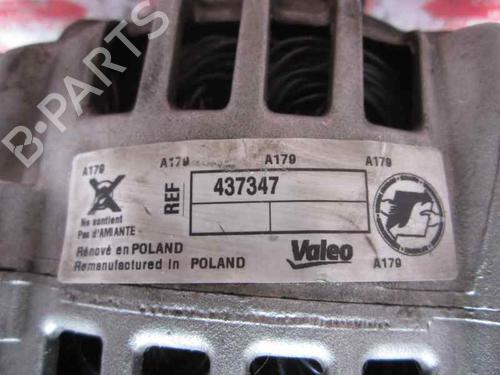 B-PARTS
A179 A179 A179 A179
REF 437347
Ne contient
Pas d'AMIANTE
Rénové en POLAND
Remanufactured in POLAND
Valeo
A179